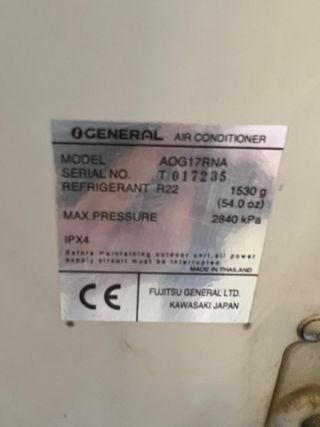 GENERAL AIR CONDITIONER
MODEL AOG17RNA
SERIAL NO. T 017235
REFRIGERANT R22 1530 g
(54.0 oz)
MAX.PRESSURE 2840 kPa
IPX4
Before maintaining outdoor unit, all power
supply circuit must be interrupted.
MADE IN THAILAND
CE
FUJITSU GENERAL LTD.
KAWASAKI JAPAN